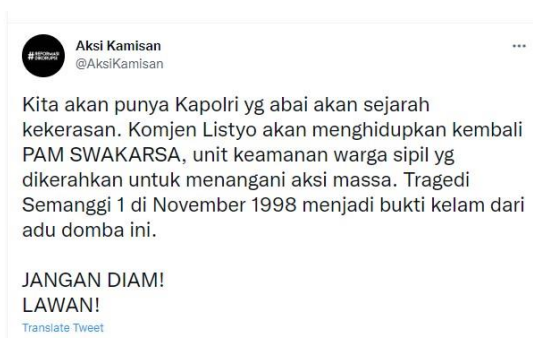 Aksi Kamisan
@AksiKamisan
Kita akan punya Kapolri yg abai akan sejarah
kekerasan. Komjen Listyo akan menghidupkan kembali
PAM SWAKARSA, unit keamanan warga sipil yg
dikerahkan untuk menangani aksi massa. Tragedi
Semanggi 1 di November 1998 menjadi bukti kelam dari
adu domba ini.
JANGAN DIAM!
LAWAN!
Translate Tweet